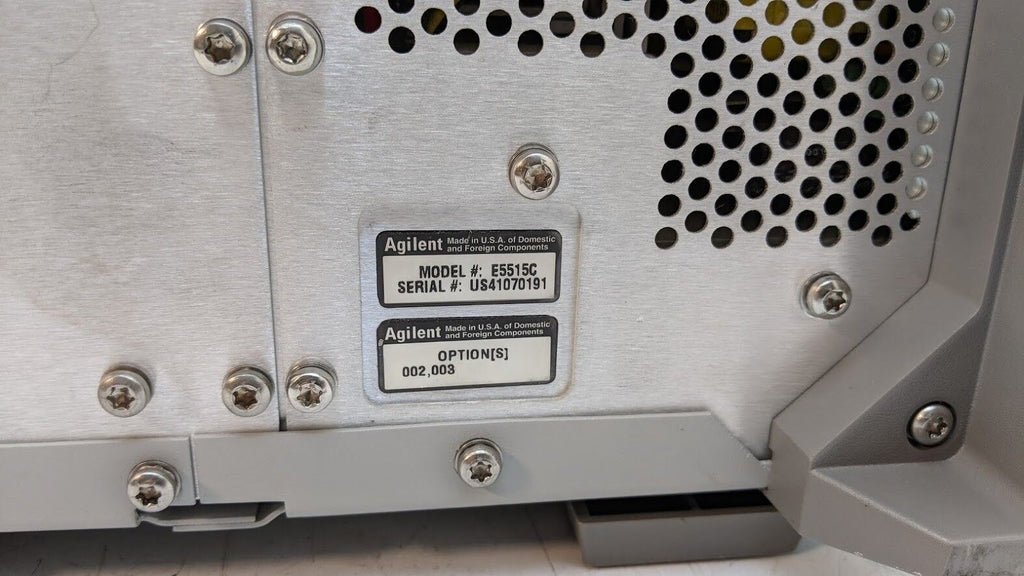 Agilent Made in U.S.A. of Domestic
and Foreign Components
MODEL #: E5515C
SERIAL #: US41070191
Agilent Made in U.S.A. of Domestic
and Foreign Components
OPTION[S]
002,003